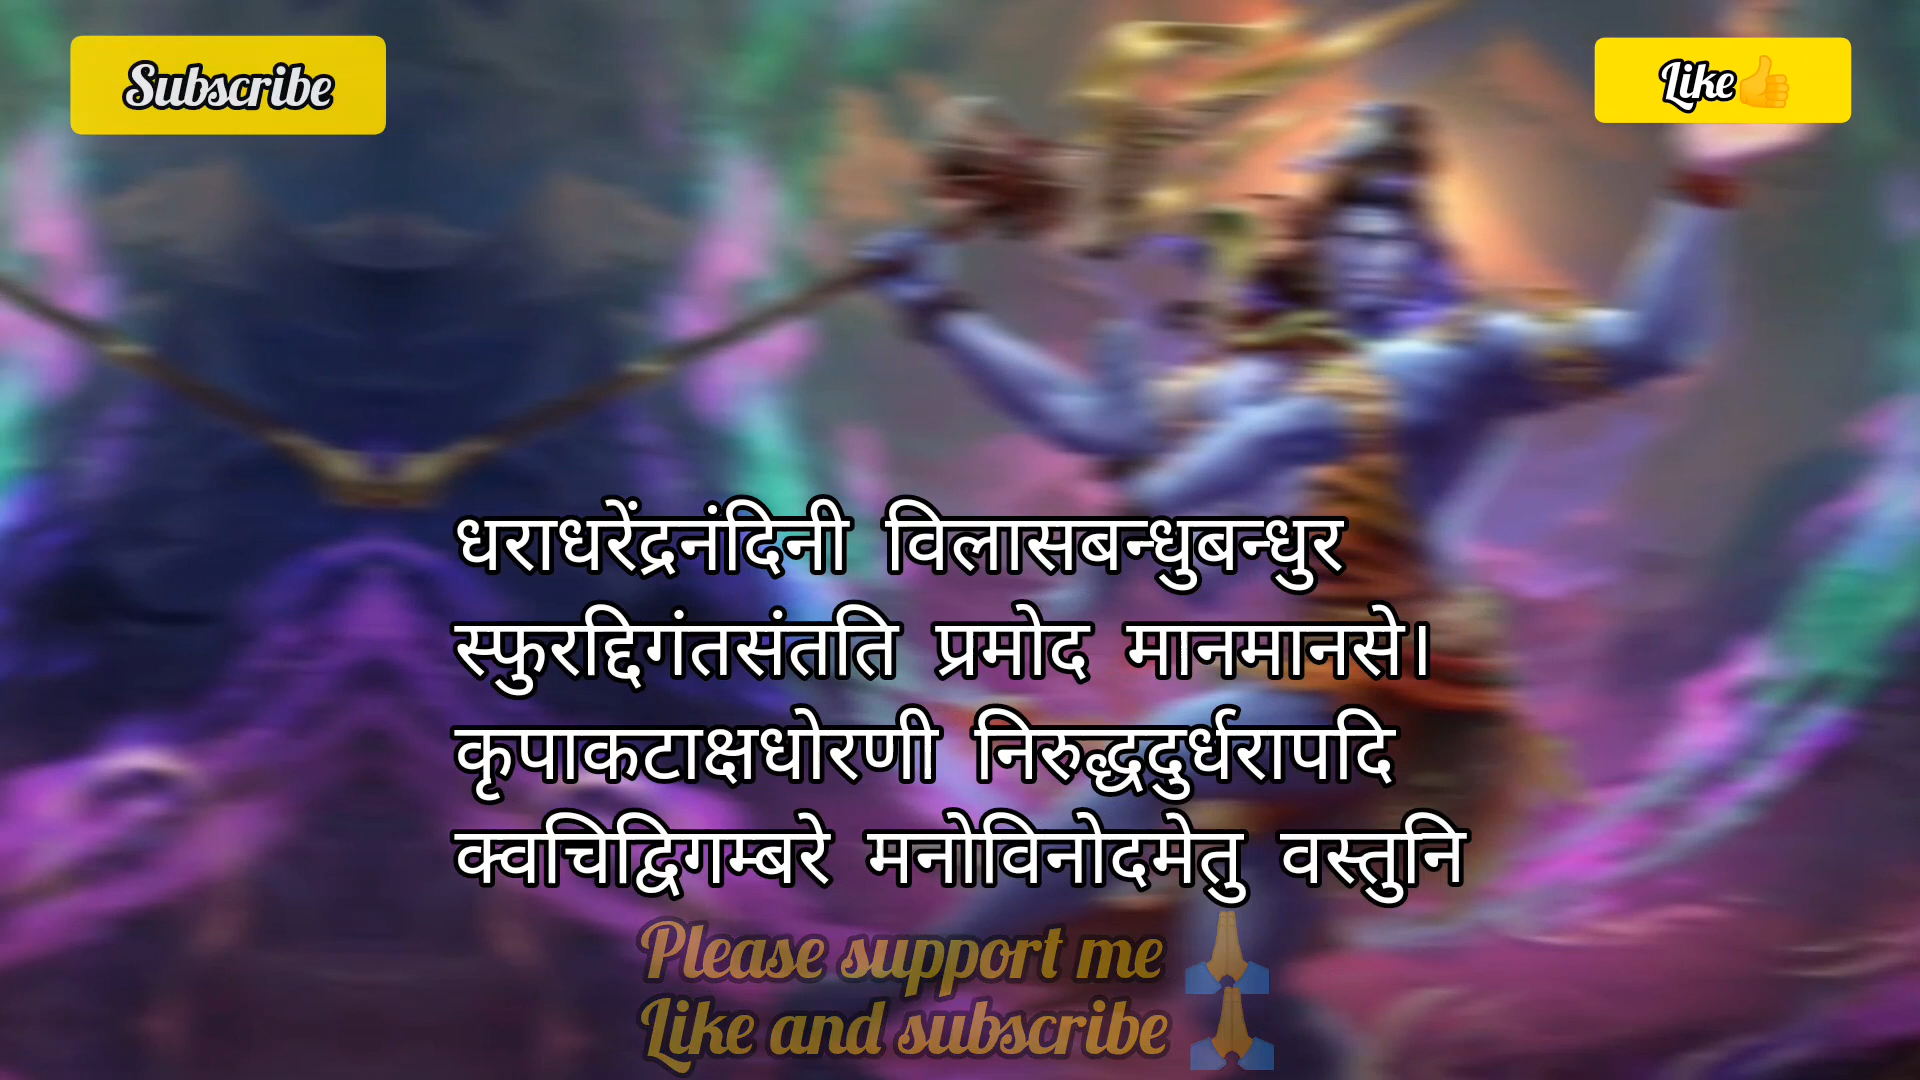 Subscribe
Like👍
धराधरेंद्रनंदिनी विलासबन्धुबन्धुर
स्फुरद्दिगंतसंतति प्रमोद मानमानसे।
कृपाकटाक्षधोरणी निरुद्धदुर्धरापदि
क्वचिद्विगम्बरे मनोविनोदमेतु वस्तुनि
Please support me 🙏
Like and subscribe 🙏